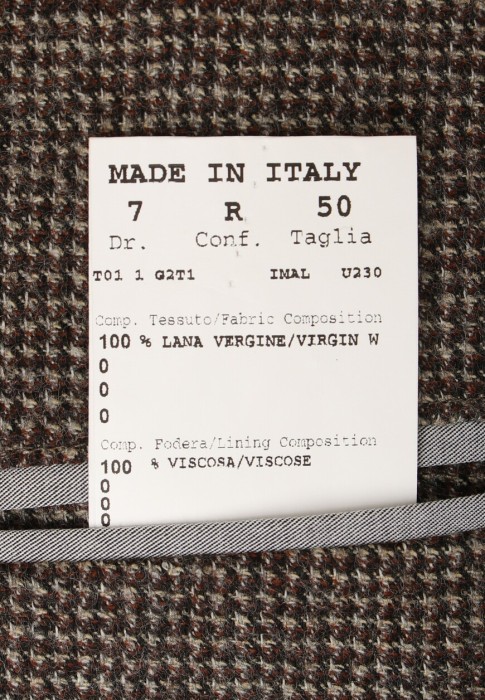 MADE IN ITALY
7 R 50
Dr. Conf. Taglia
T01 1 G2T1 IMAL U230
Comp. Tessuto/Fabric Composition
100 % LANA VERGINE/VIRGIN W
0
0
0
Comp. Fodera/Lining Composition
100 % VISCOSA/VISCOSE
0
0
0